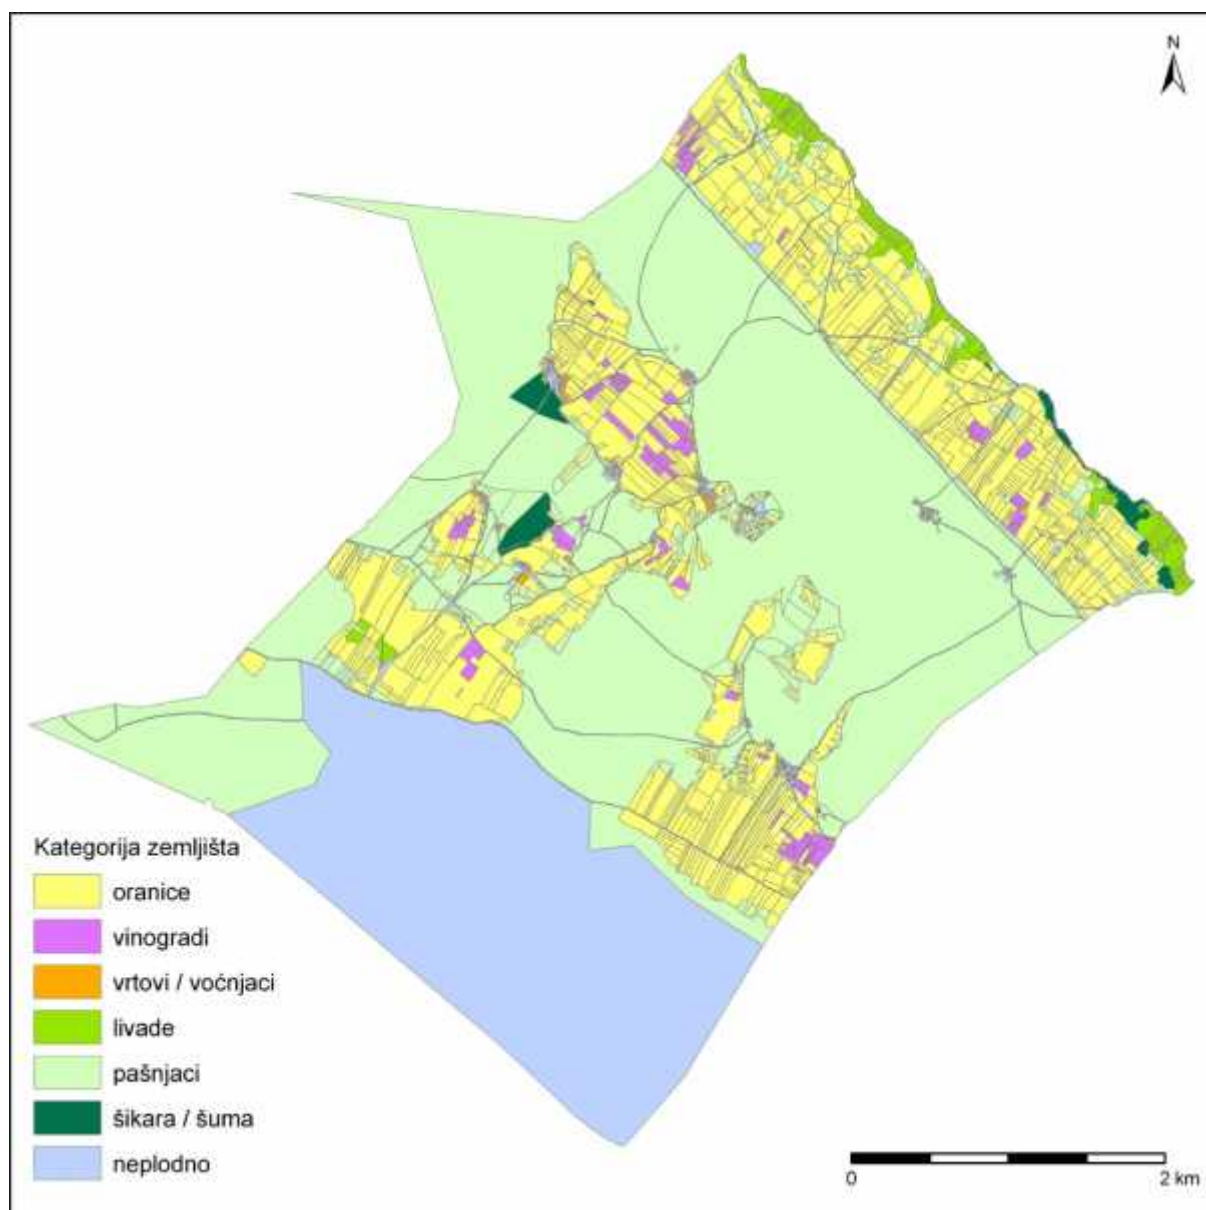 N
Kategorija zemljišta
oranice
vinogradi
vrtovi / voćnjaci
livade
pašnjaci
šikara / šuma
neplodno
0 2 km